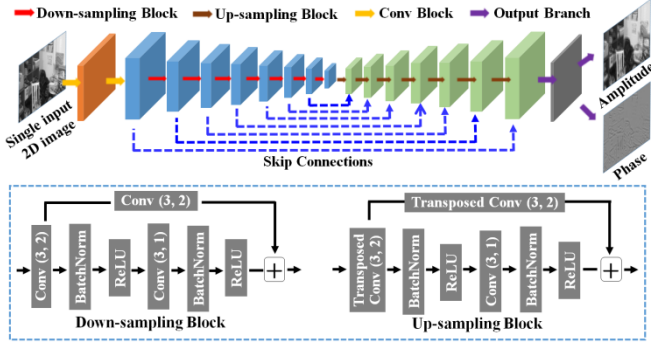 Down-sampling Block
Up-sampling Block
Conv Block
Output Branch
Single input
2D image
Amplitude
Phase
Skip Connections
Conv (3, 2)
Conv (3, 2)
BatchNorm
ReLU
Conv (3, 1)
BatchNorm
ReLU
+
Down-sampling Block
Transposed Conv (3, 2)
Transposed
Conv (3, 2)
BatchNorm
ReLU
Conv (3, 1)
BatchNorm
ReLU
+
Up-sampling Block